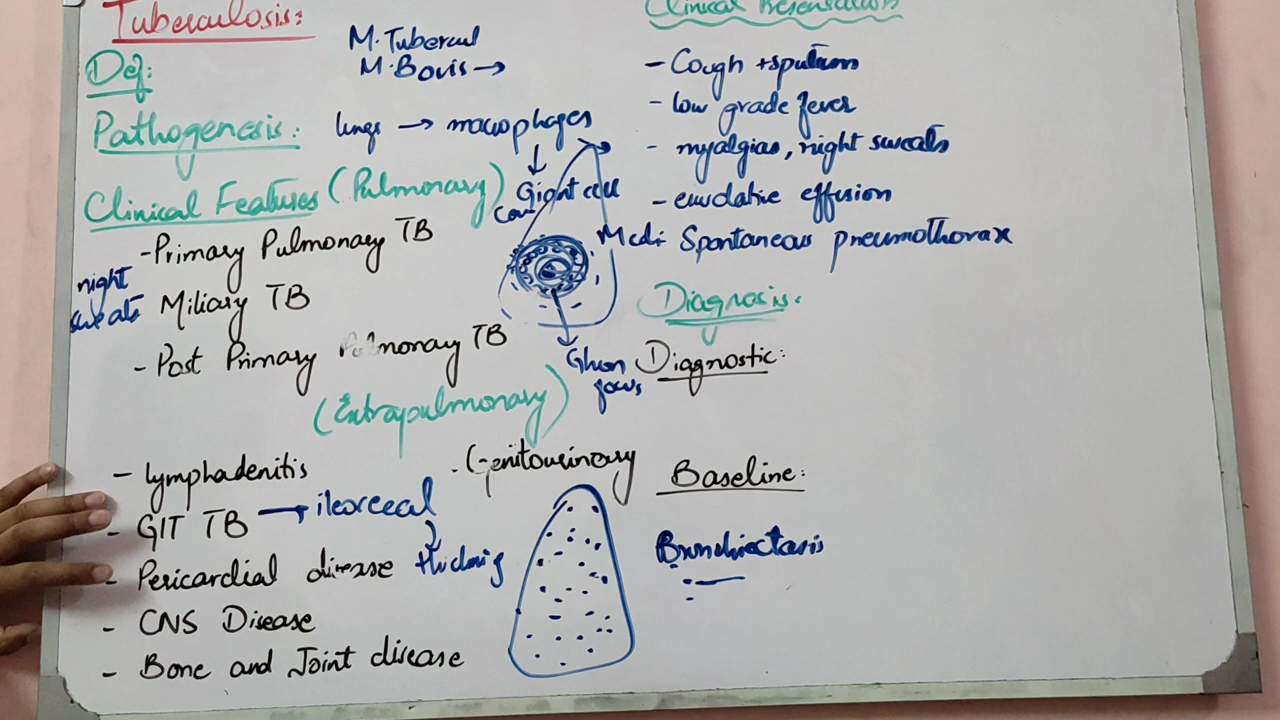 Tuberculosis:
Def:
M. Tubercul
M. Bovis →
Pathogenesis:
lungs → macrophages
↓
Giant cell
Clinical Features (Pulmonary)
- Primary Pulmonary TB
night
sweats
Miliary TB
- Post Primary Pulmonary TB
Ghon
focus
(Extrapulmonary)
- lymphadenitis
- GIT TB → ileocecal
- Pericardial disease
- CNS Disease
- Bone and Joint disease
- Genitourinary
Clinical Presentation
- Cough + sputum
- low grade fever
- myalgias, night sweats
- exudative effusion
Spontaneous pneumothorax
Diagnosis:
Diagnostic:
Baseline:
Bronchiectasis